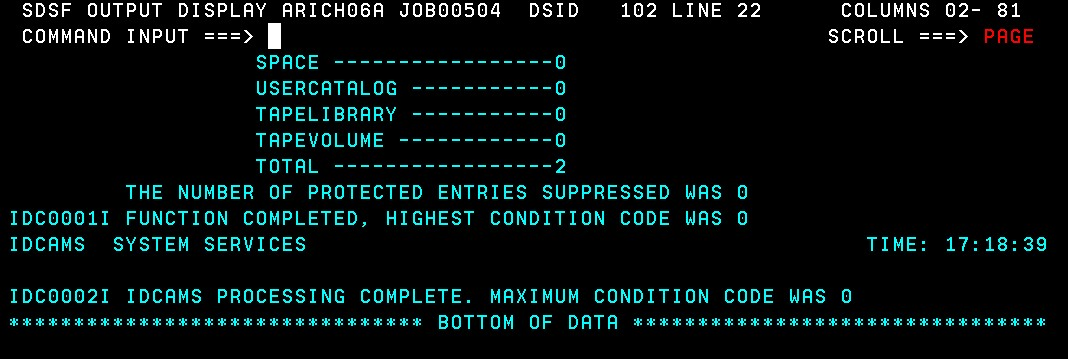 SDSF OUTPUT DISPLAY ARICH06A JOB00504  DSID   102 LINE 22      COLUMNS 02- 81
COMMAND INPUT ===>                                            SCROLL ===> PAGE
SPACE -----------------0
USERCATALOG -----------0
TAPELIBRARY -----------0
TAPEVOLUME ------------0
TOTAL -----------------2
THE NUMBER OF PROTECTED ENTRIES SUPPRESSED WAS 0
IDC0001I FUNCTION COMPLETED, HIGHEST CONDITION CODE WAS 0
IDCAMS  SYSTEM SERVICES                                           TIME: 17:18:39
IDC0002I IDCAMS PROCESSING COMPLETE. MAXIMUM CONDITION CODE WAS 0
******************************** BOTTOM OF DATA ********************************